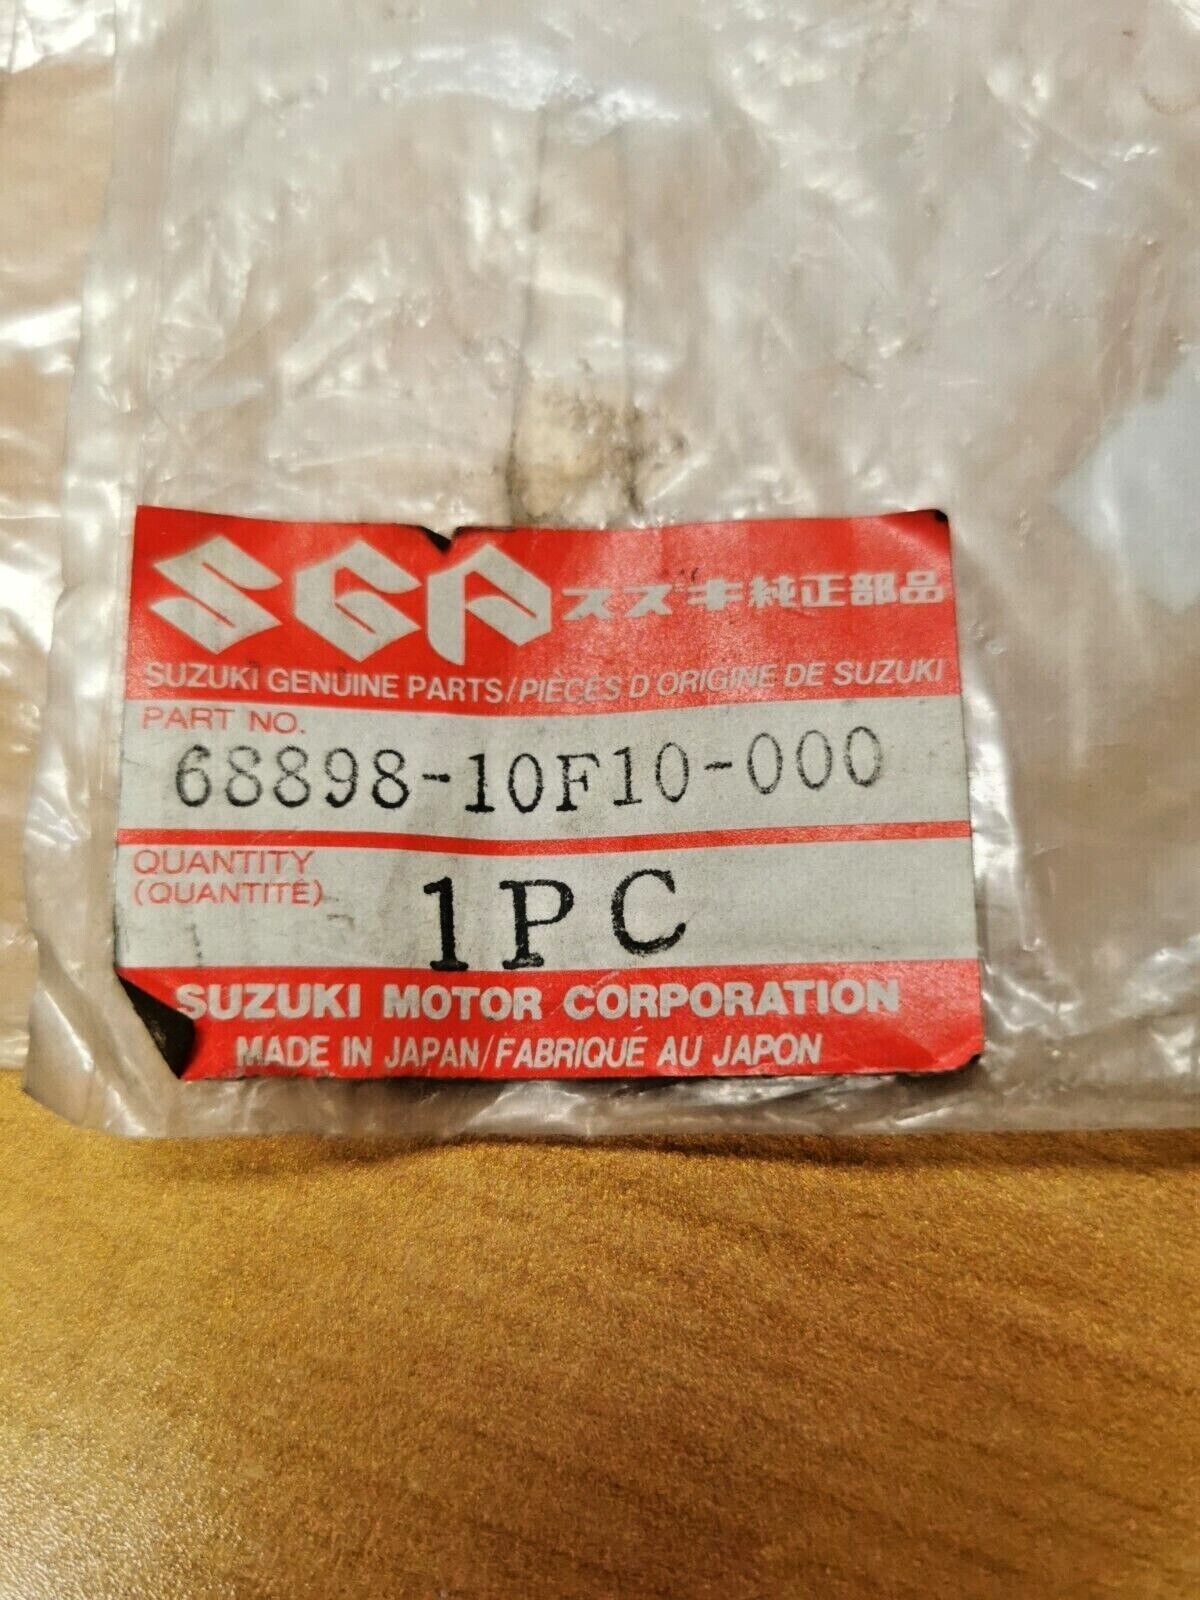 SGP スズキ純正部品
SUZUKI GENUINE PARTS/PIÈCES D'ORIGINE DE SUZUKI
PART NO.
68898-10F10-000
QUANTITY
(QUANTITÉ)
1PC
SUZUKI MOTOR CORPORATION
MADE IN JAPAN/FABRIQUE AU JAPON